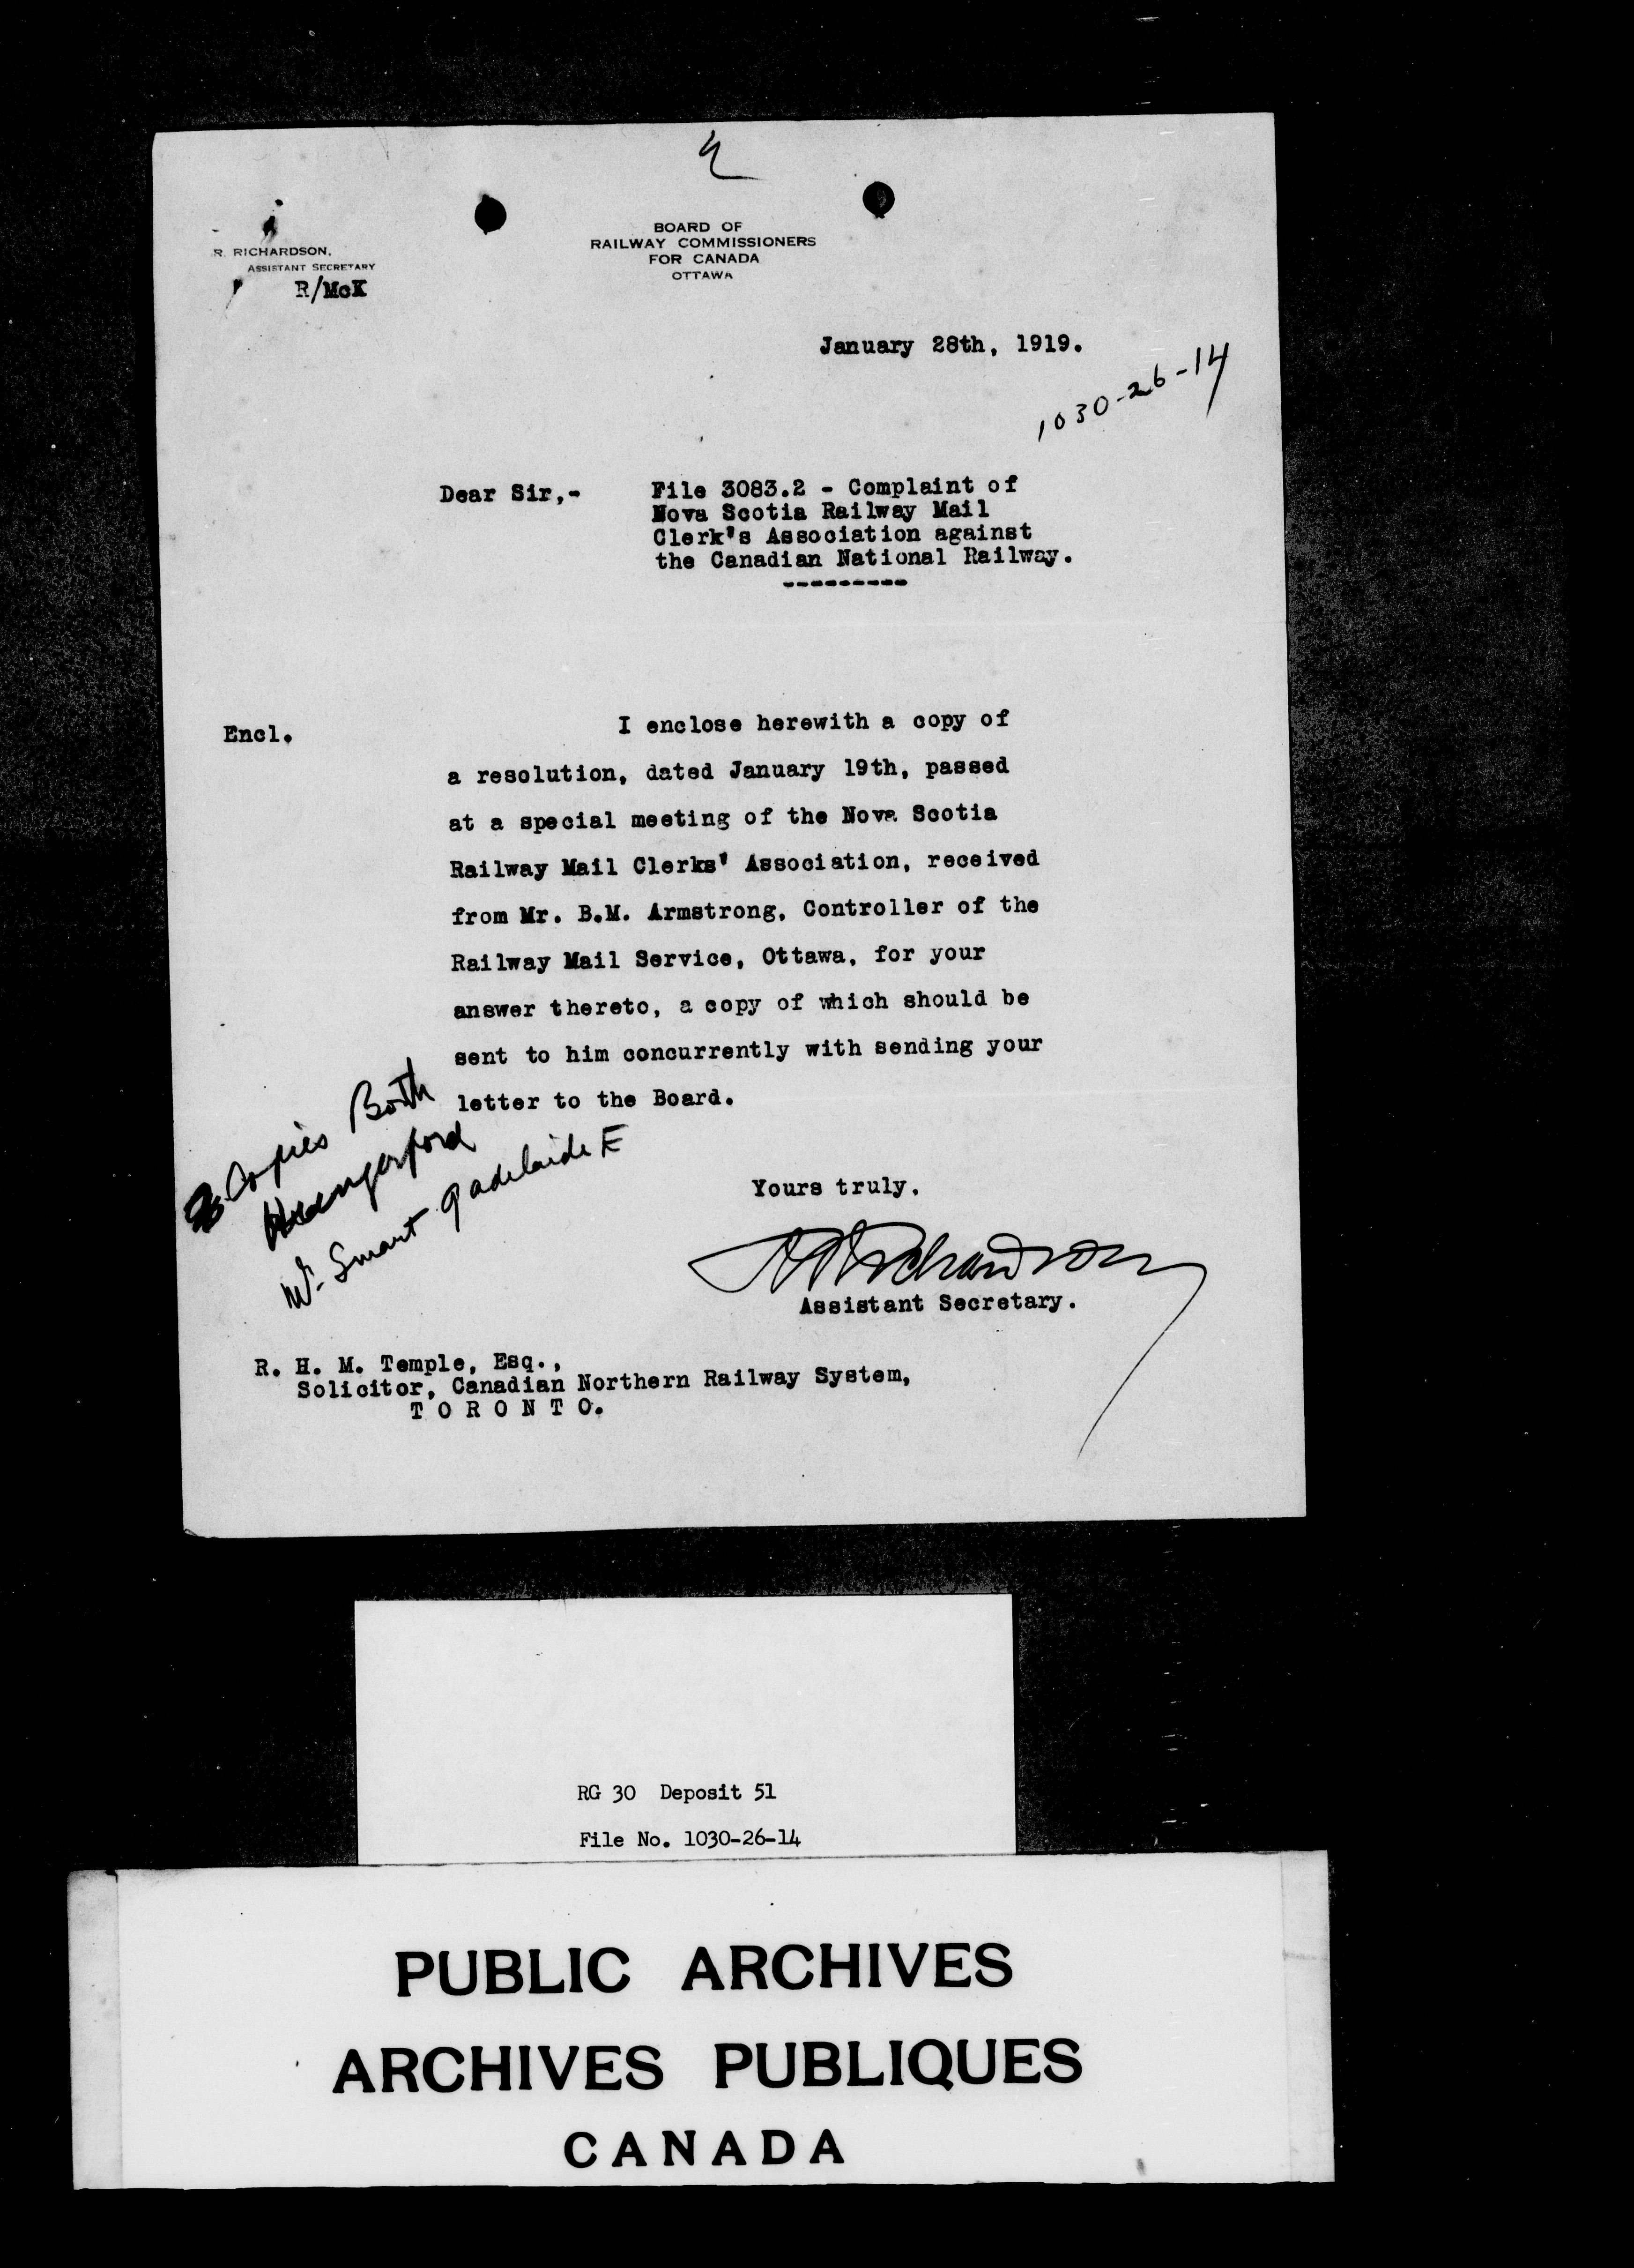 BOARD OF
RAILWAY COMMISSIONERS
FOR CANADA
OTTAWA
R. RICHARDSON,
ASSISTANT SECRETARY
R/McK
January 28th, 1919.
1030-26-14
Dear Sir,-
File 3083.2 - Complaint of
Nova Scotia Railway Mail
Clerk's Association against
the Canadian National Railway.
---------
Encl.
I enclose herewith a copy of
a resolution, dated January 19th, passed
at a special meeting of the Nova Scotia
Railway Mail Clerks' Association, received
from Mr. B.M. Armstrong, Controller of the
Railway Mail Service, Ottawa, for your
answer thereto, a copy of which should be
sent to him concurrently with sending your
letter to the Board.
Copies Both
Hungerford
W. Smart 9 adelaide E
Yours truly,
R Richardson
Assistant Secretary.
R. H. M. Temple, Esq.,
Solicitor, Canadian Northern Railway System,
T O R O N T O.
RG 30 Deposit 51
File No. 1030-26-14
PUBLIC ARCHIVES
ARCHIVES PUBLIQUES
CANADA